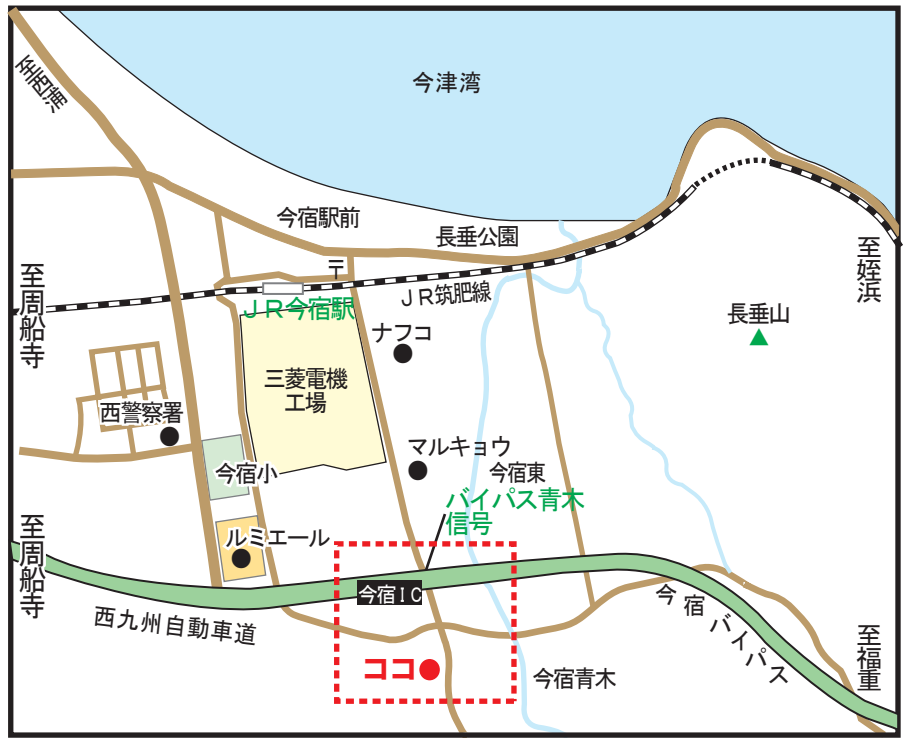 今津湾
至西浦
今宿駅前
長垂公園
〒
至姪浜
至周船寺
JR今宿駅
JR筑肥線
長垂山
ナフコ
三菱電機
工場
西警察署
マルキョウ
今宿小
今宿東
バイパス青木
信号
ルミエール
至周船寺
今宿IC
今宿バイパス
西九州自動車道
至福重
ココ
今宿青木